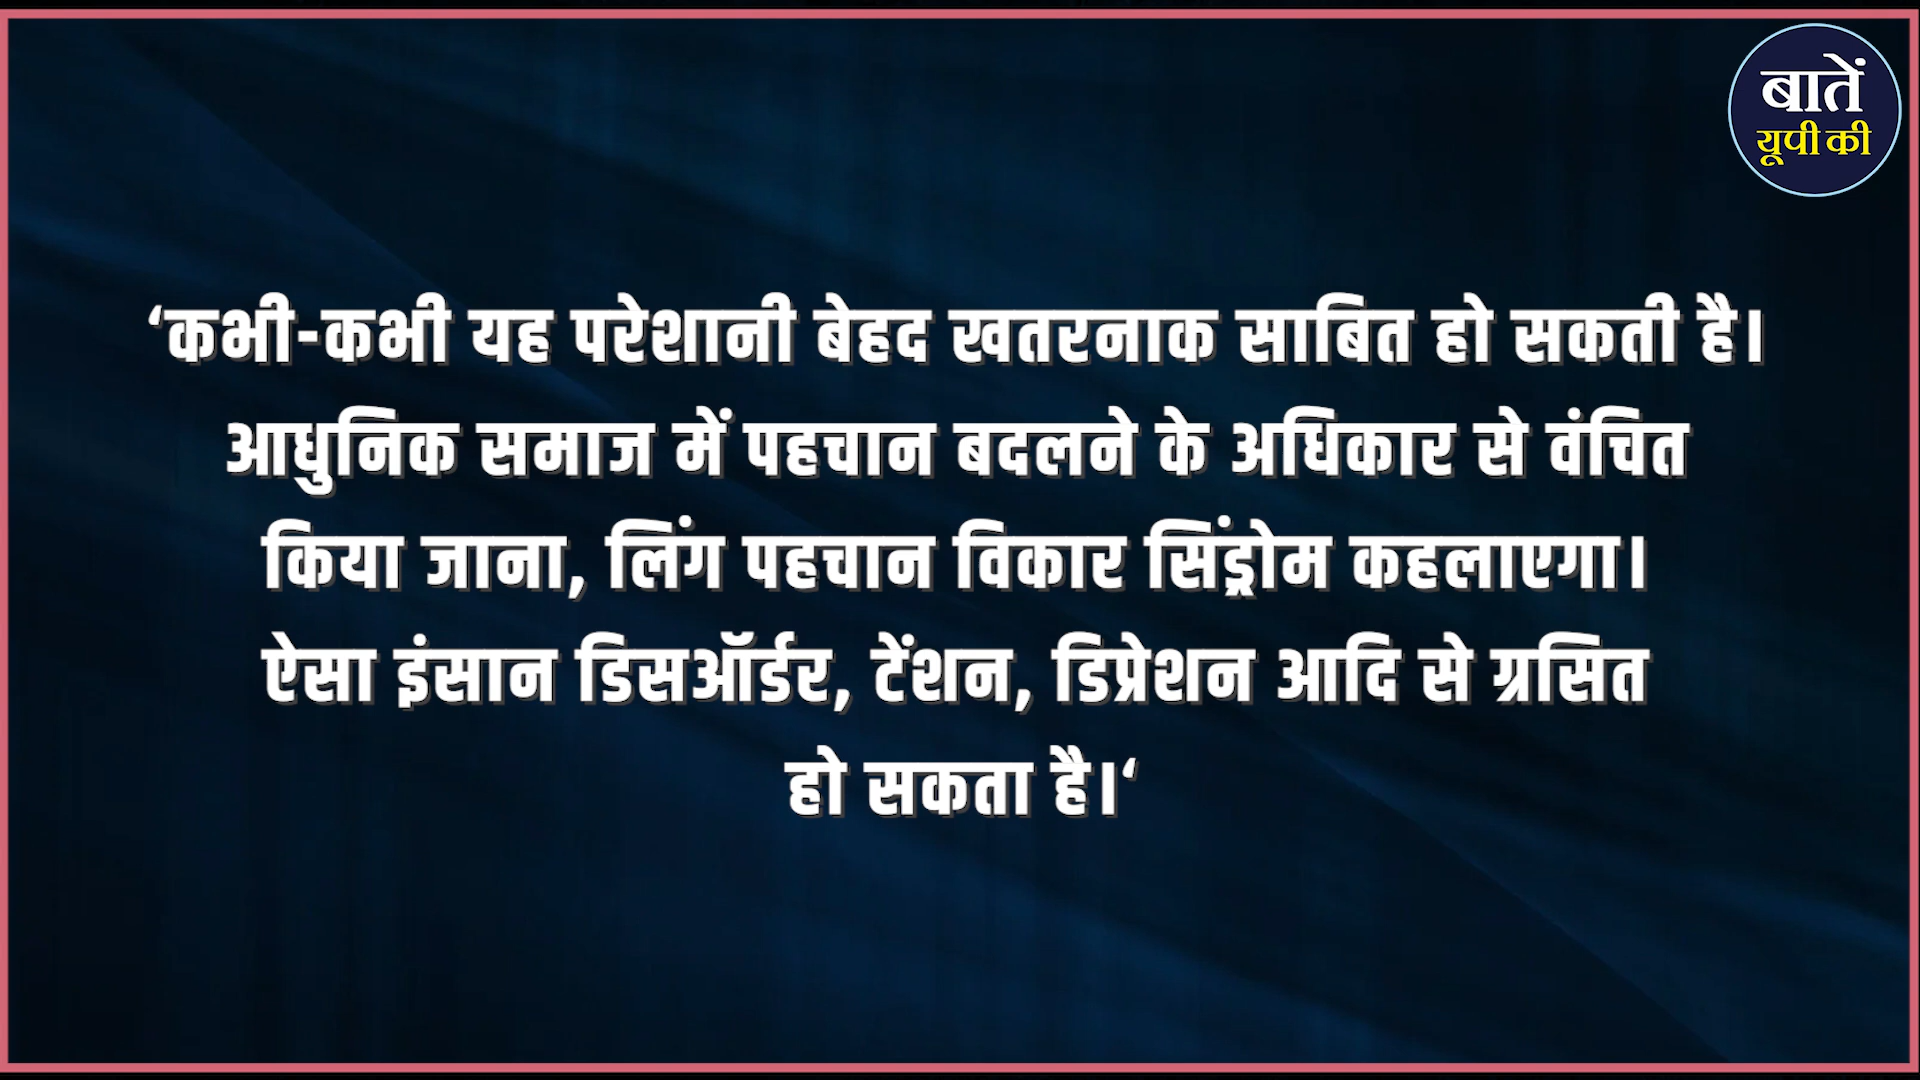 बातें
यूपी की
‘कभी-कभी यह परेशानी बेहद खतरनाक साबित हो सकती है।
आधुनिक समाज में पहचान बदलने के अधिकार से वंचित
किया जाना, लिंग पहचान विकार सिंड्रोम कहलाएगा।
ऐसा इंसान डिसऑर्डर, टेंशन, डिप्रेशन आदि से ग्रसित
हो सकता है।‘